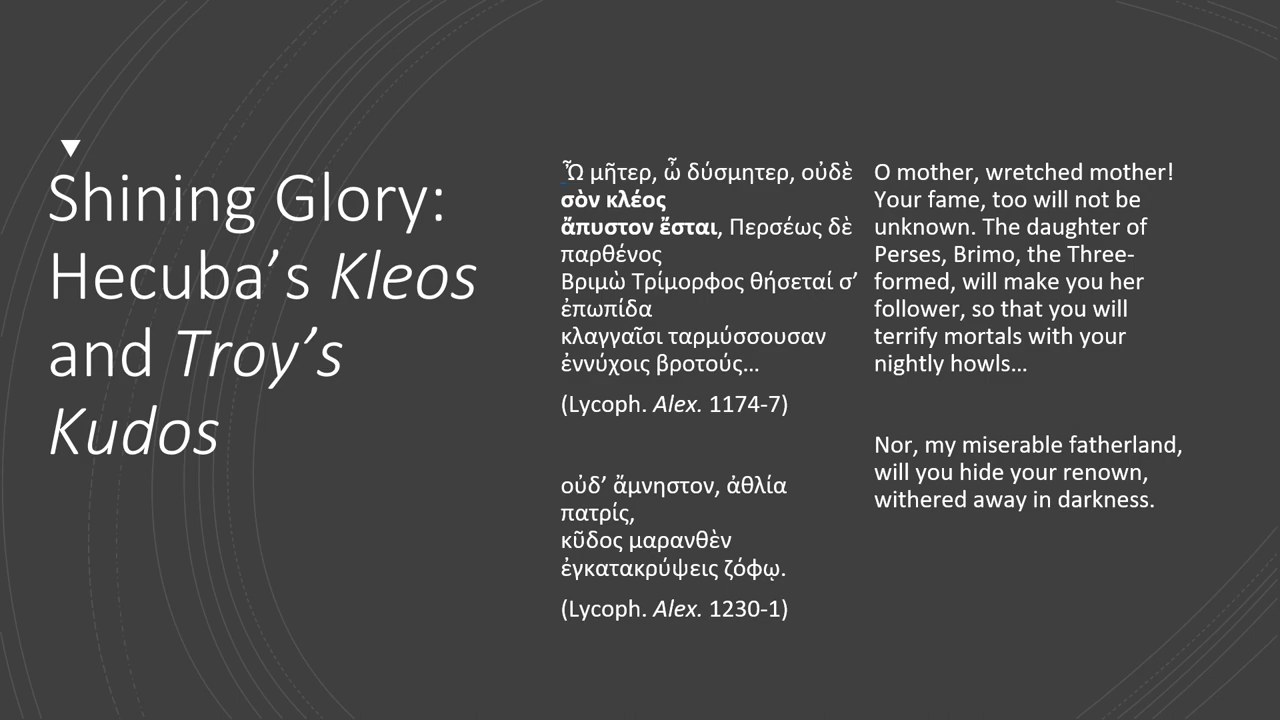 Shining Glory:
Hecuba’s Kleos
and Troy’s
Kudos
Ὦ μῆτερ, ὦ δύσμητερ, οὐδὲ
σὸν κλέος
ἄπυστον ἔσται, Περσέως δὲ
παρθένος
Βριμὼ Τρίμορφος θήσεταί σ’
ἐπωπίδα
κλαγγαῖσι ταρμύσσουσαν
ἐννύχοις βροτούς…
(Lycoph. Alex. 1174-7)
οὐδ’ ἄμνηστον, ἀθλία
πατρίς,
κῦδος μαρανθὲν
ἐγκατακρύψεις ζόφῳ.
(Lycoph. Alex. 1230-1)
O mother, wretched mother!
Your fame, too will not be
unknown. The daughter of
Perses, Brimo, the Three-
formed, will make you her
follower, so that you will
terrify mortals with your
nightly howls…
Nor, my miserable fatherland,
will you hide your renown,
withered away in darkness.